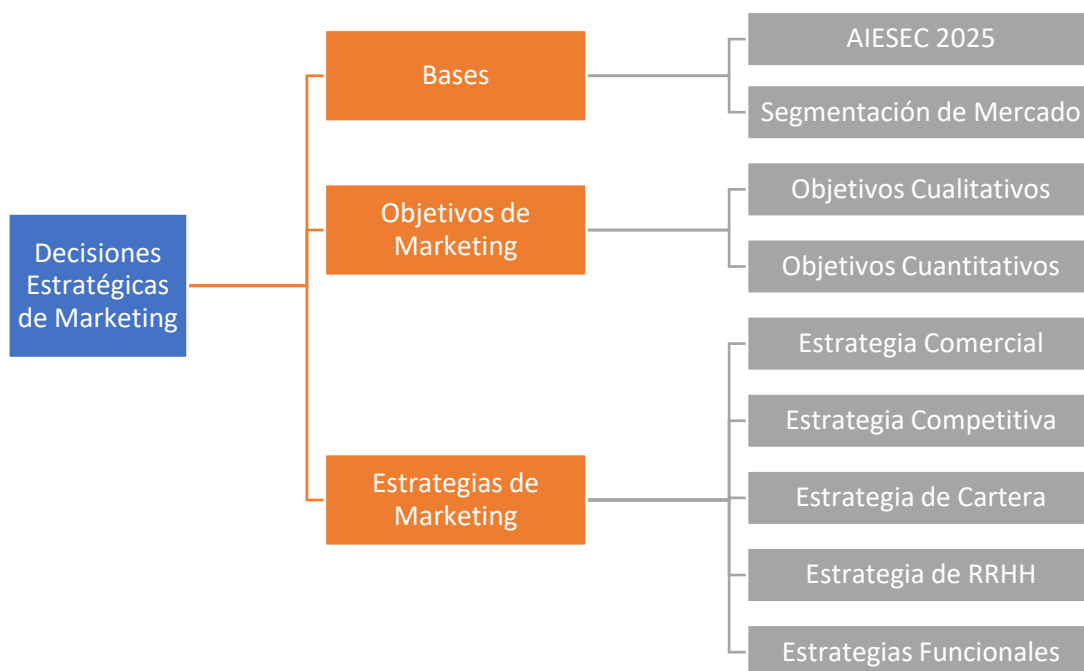 Decisiones
Estratégicas
de Marketing
Bases
AIESEC 2025
Segmentación de Mercado
Objetivos de
Marketing
Objetivos Cualitativos
Objetivos Cuantitativos
Estrategias de
Marketing
Estrategia Comercial
Estrategia Competitiva
Estrategia de Cartera
Estrategia de RRHH
Estrategias Funcionales